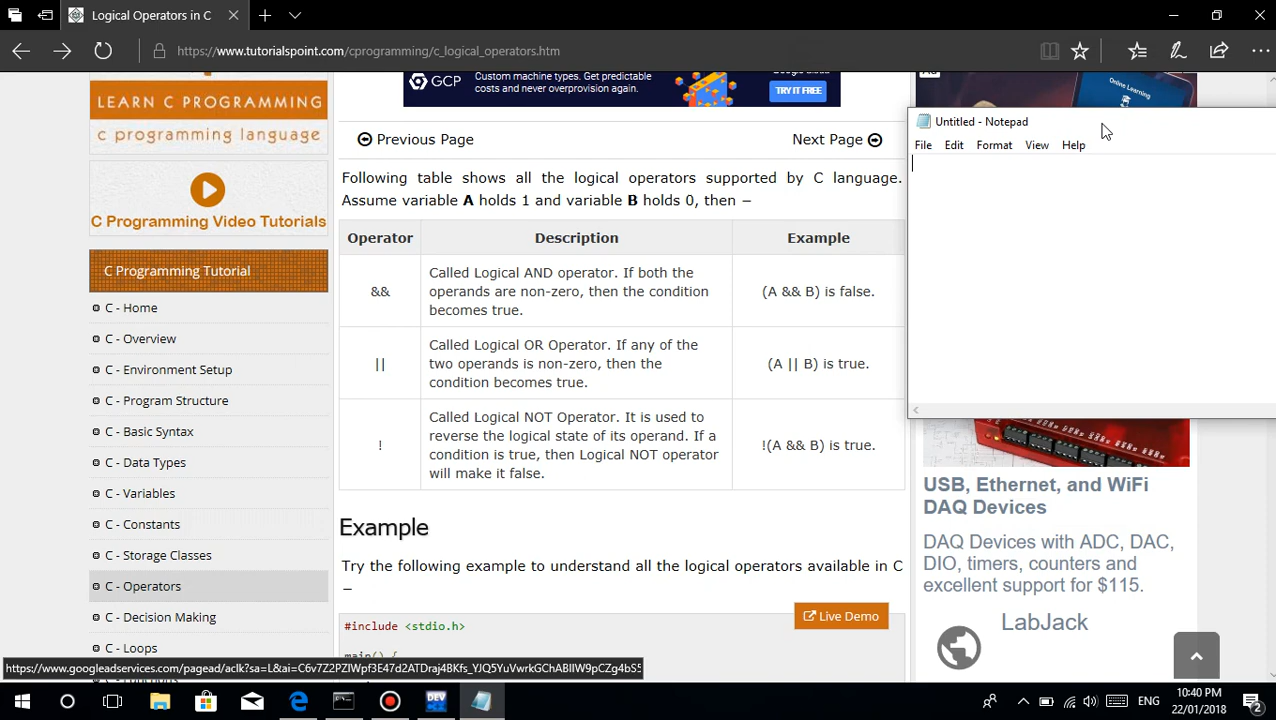 Logical Operators in C
https://www.tutorialspoint.com/cprogramming/c_logical_operators.htm
LEARN C PROGRAMMING
c programming language
C Programming Video Tutorials
C Programming Tutorial
C - Home
C - Overview
C - Environment Setup
C - Program Structure
C - Basic Syntax
C - Data Types
C - Variables
C - Constants
C - Storage Classes
C - Operators
C - Decision Making
C - Loops
GCP
Custom machine types. Get predictable
costs and never overprovision again.
TRY IT FREE
Previous Page
Next Page
Following table shows all the logical operators supported by C language.
Assume variable A holds 1 and variable B holds 0, then −
Operator Description Example
&& Called Logical AND operator. If both the
operands are non-zero, then the condition
becomes true.
(A && B) is false.
|| Called Logical OR Operator. If any of the
two operands is non-zero, then the
condition becomes true.
(A || B) is true.
! Called Logical NOT Operator. It is used to
reverse the logical state of its operand. If a
condition is true, then Logical NOT operator
will make it false.
!(A && B) is true.
Example
Try the following example to understand all the logical operators available in C
−
Live Demo
#include <stdio.h>
main() {
Ad
Online Learning
Untitled - Notepad
File Edit Format View Help
USB, Ethernet, and WiFi
DAQ Devices
DAQ Devices with ADC, DAC,
DIO, timers, counters and
excellent support for $115.
LabJack
DEV
ENG
10:40 PM
22/01/2018
2